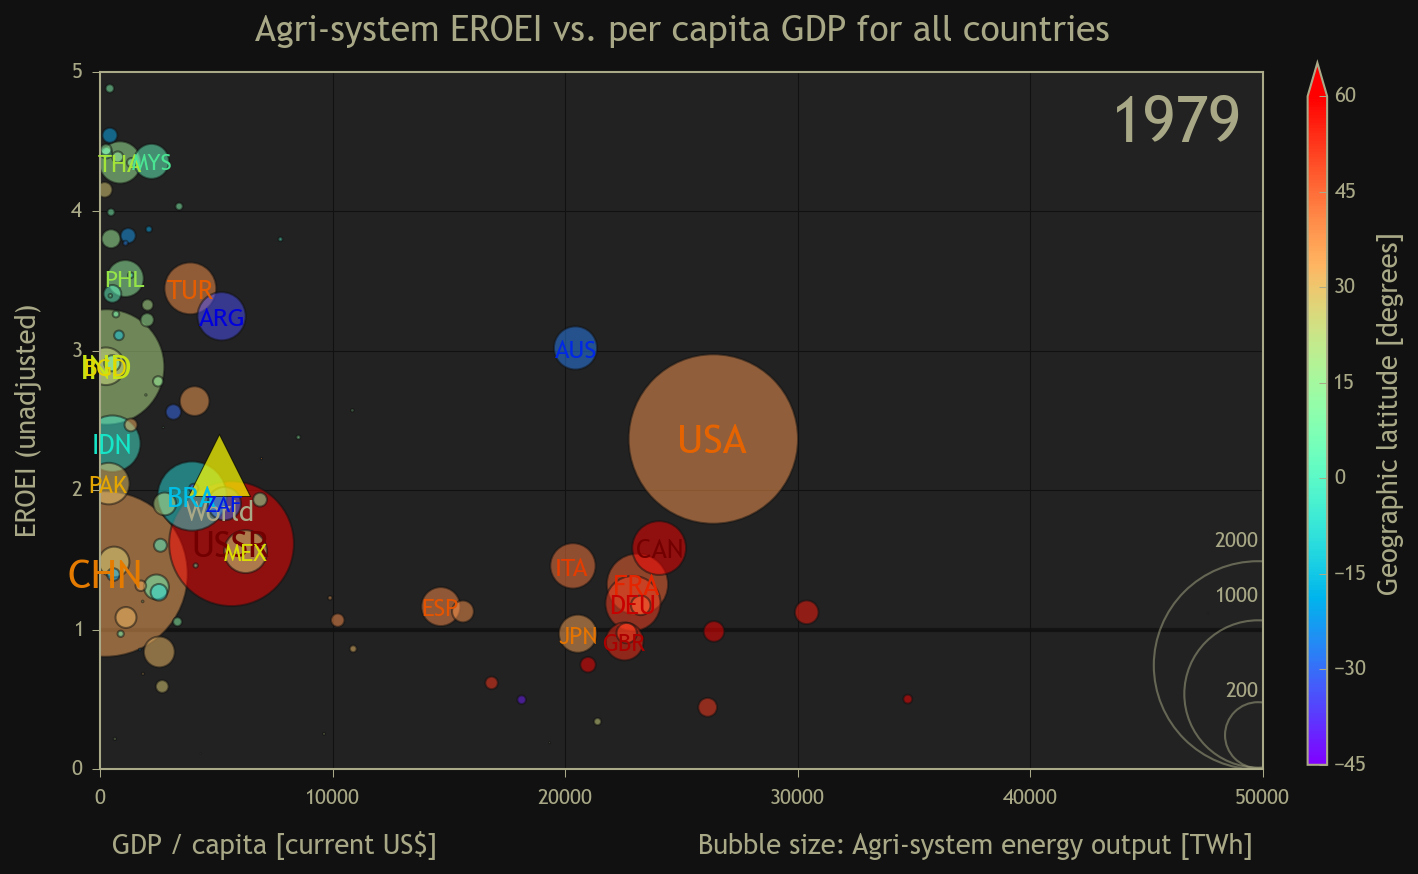 Agri-system EROEI vs. per capita GDP for all countries
1979
5
4
3
2
1
0
EROEI (unadjusted)
THA
MYS
PHL
TUR
ARG
AUS
IND
USA
IDN
PAK
BRA
ZAF
World
USSR
MEX
CHN
CAN
ITA
FRA
DEU
ESP
JPN
GBR
2000
1000
200
0
10000
20000
30000
40000
50000
GDP / capita [current US$]
Bubble size: Agri-system energy output [TWh]
60
45
30
15
0
−15
−30
−45
Geographic latitude [degrees]